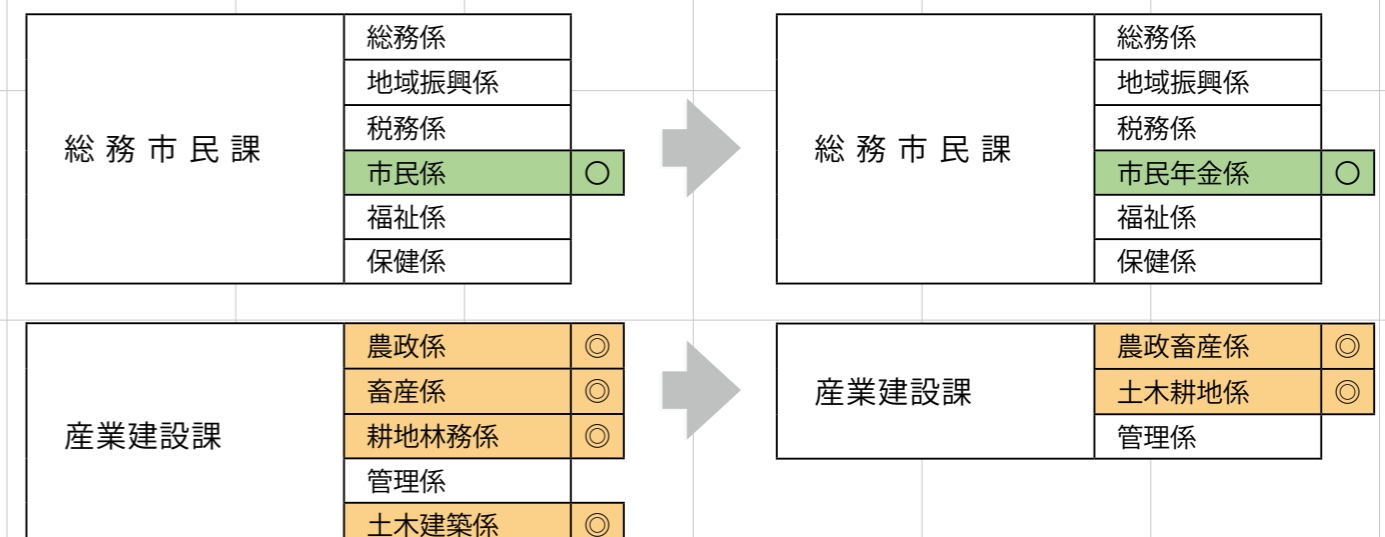 総務市民課
総務係
地域振興係
税務係
市民係 ○
福祉係
保健係
総務市民課
総務係
地域振興係
税務係
市民年金係 ○
福祉係
保健係
産業建設課
農政係 ◎
畜産係 ◎
耕地林務係 ◎
管理係
土木建築係 ◎
産業建設課
農政畜産係 ◎
土木耕地係 ◎
管理係